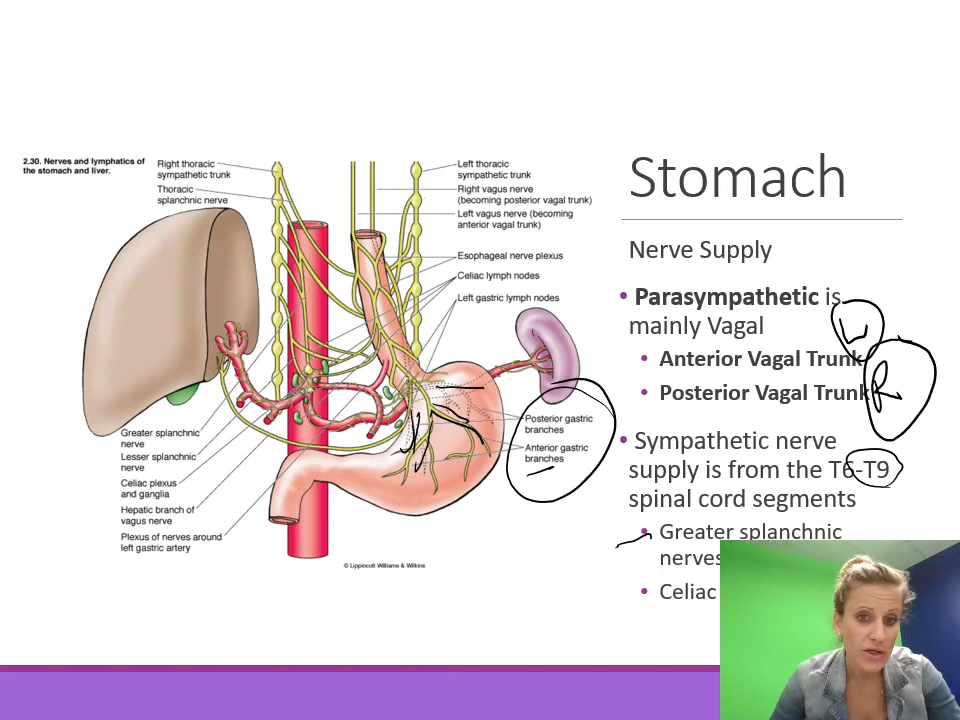 2.30. Nerves and lymphatics of
the stomach and liver.
Right thoracic
sympathetic trunk
Thoracic
splanchnic nerve
Left thoracic
sympathetic trunk
Right vagus nerve
(becoming posterior vagal trunk)
Left vagus nerve (becoming
anterior vagal trunk)
Esophageal nerve plexus
Celiac lymph nodes
Left gastric lymph nodes
Posterior gastric
branches
Anterior gastric
branches
Greater splanchnic
nerve
Lesser splanchnic
nerve
Celiac plexus
and ganglia
Hepatic branch of
vagus nerve
Plexus of nerves around
left gastric artery
© Lippincott Williams & Wilkins
Stomach
Nerve Supply
• Parasympathetic is
mainly Vagal
L
• Anterior Vagal Trunk
• Posterior Vagal Trunk R
• Sympathetic nerve
supply is from the T6-T9
spinal cord segments
• Greater splanchnic
nerves
• Celiac